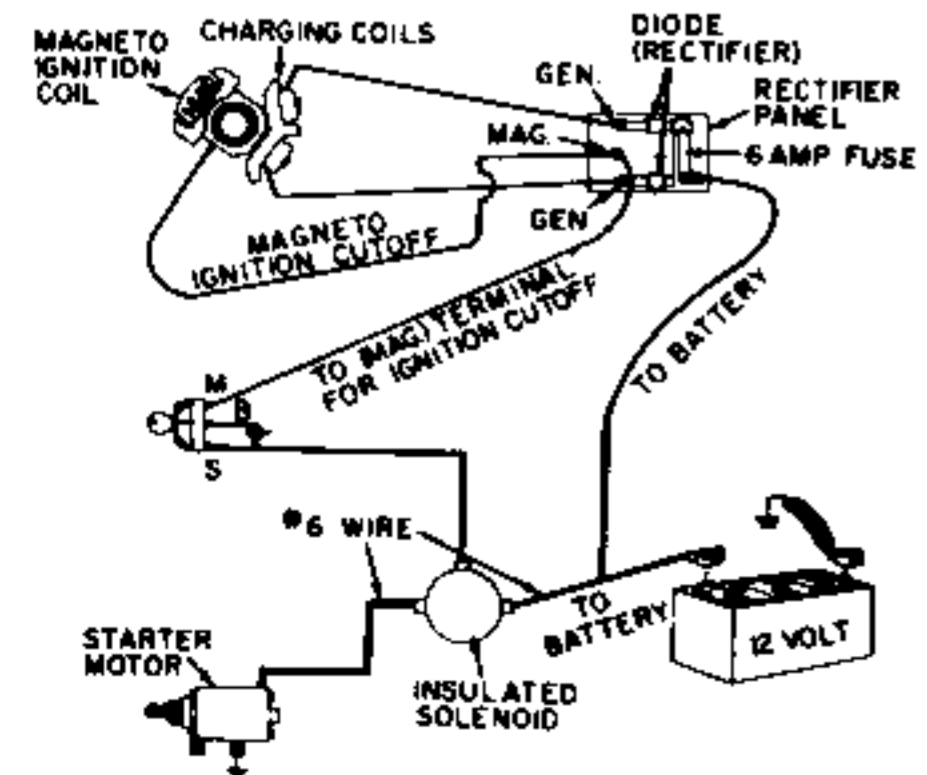 MAGNETO
IGNITION
COIL
CHARGING COILS
DIODE
(RECTIFIER)
GEN.
RECTIFIER
PANEL
MAG.
6 AMP FUSE
GEN
MAGNETO
IGNITION CUTOFF
TO (MAG) TERMINAL
FOR IGNITION CUTOFF
TO BATTERY
M
B
S
#6 WIRE
TO
BATTERY
12 VOLT
STARTER
MOTOR
INSULATED
SOLENOID